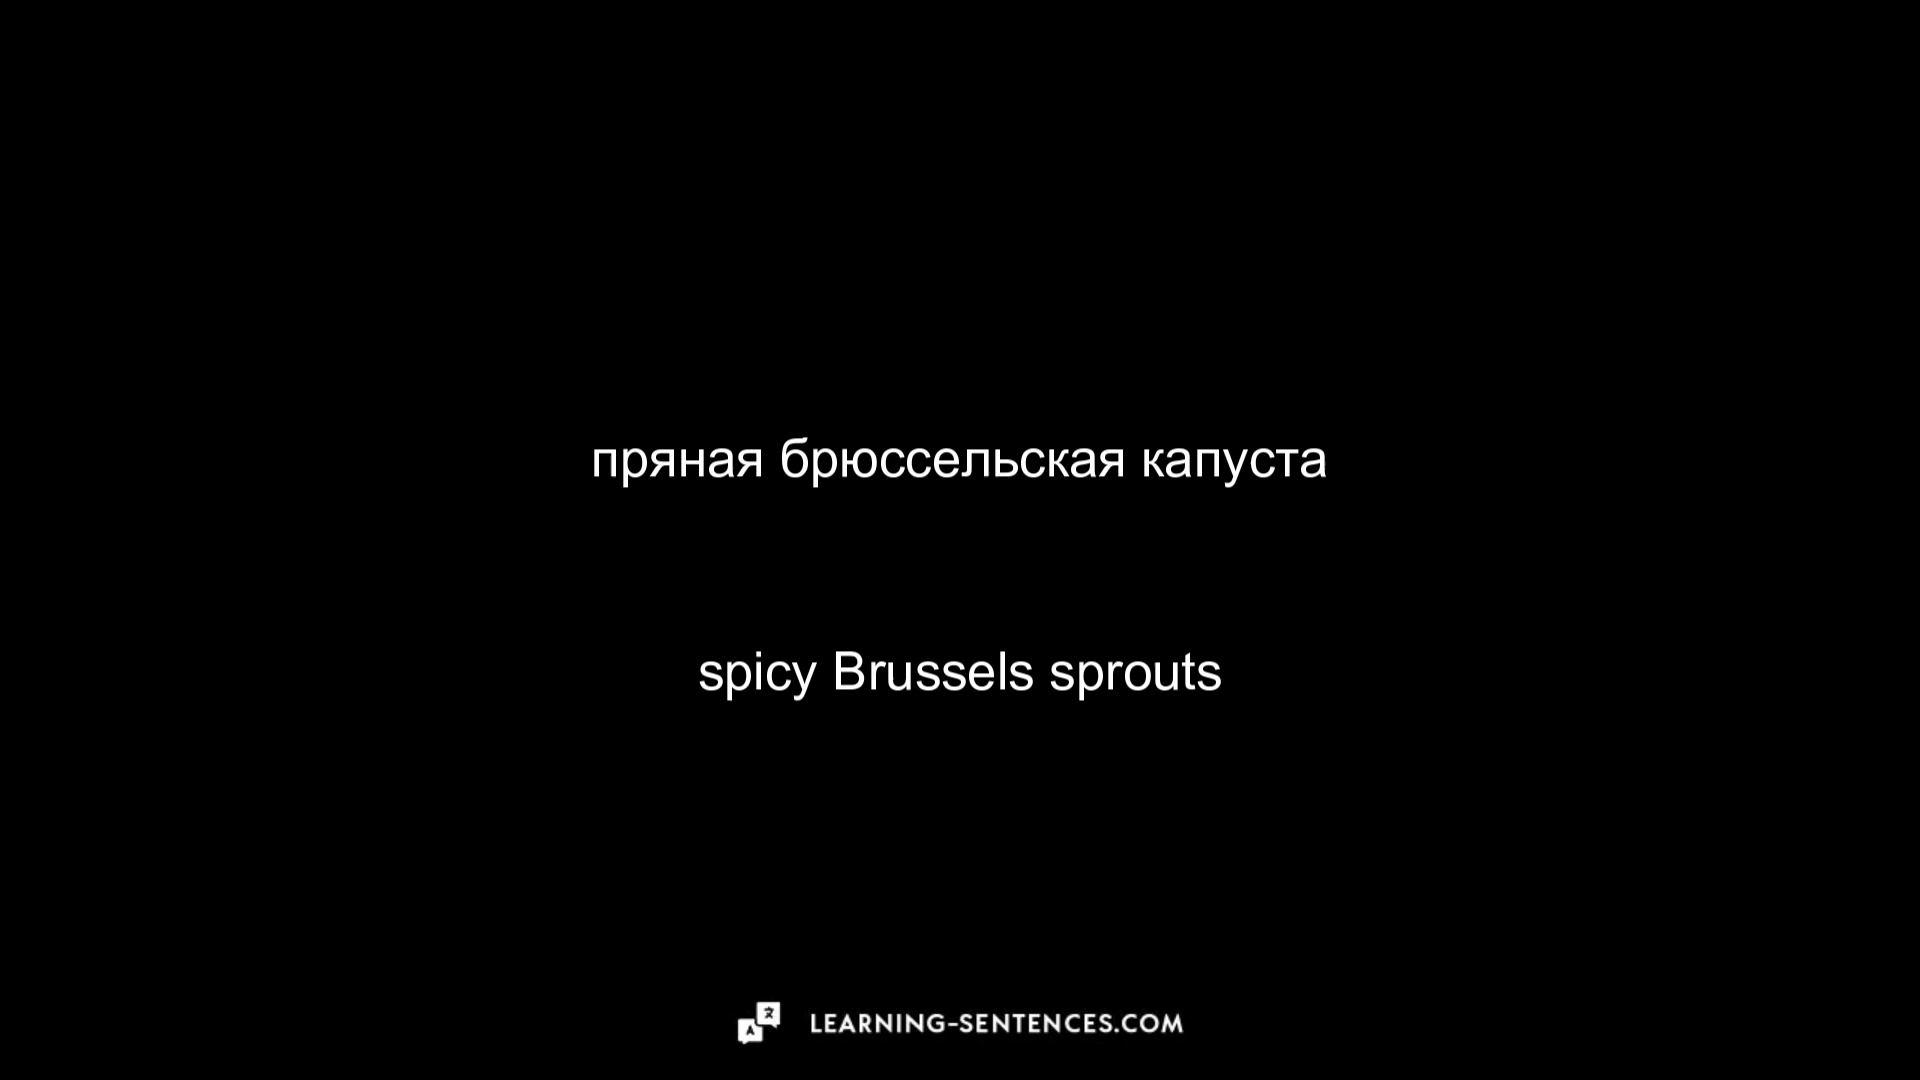 пряная брюссельская капуста
spicy Brussels sprouts
LEARNING-SENTENCES.COM